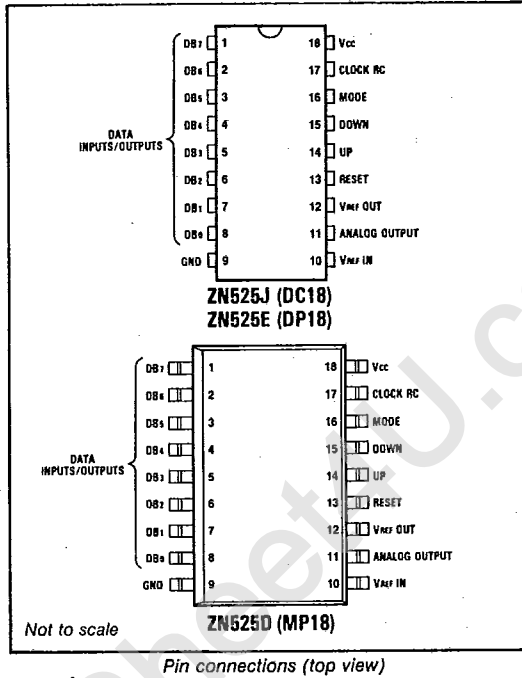 DB7 1 18 Vcc
DB6 2 17 CLOCK RC
DB5 3 16 MODE
DB4 4 15 DOWN
DATA
INPUTS/OUTPUTS
DB3 5 14 UP
DB2 6 13 RESET
DB1 7 12 VREF OUT
DB0 8 11 ANALOG OUTPUT
GND 9 10 VREF IN
ZN525J (DC18)
ZN525E (DP18)
DB7 1 18 Vcc
DB6 2 17 CLOCK RC
DB5 3 16 MODE
DB4 4 15 DOWN
DATA
INPUTS/OUTPUTS
DB3 5 14 UP
DB2 6 13 RESET
DB1 7 12 VREF OUT
DB0 8 11 ANALOG OUTPUT
GND 9 10 VREF IN
Not to scale
ZN525D (MP18)
Pin connections (top view)